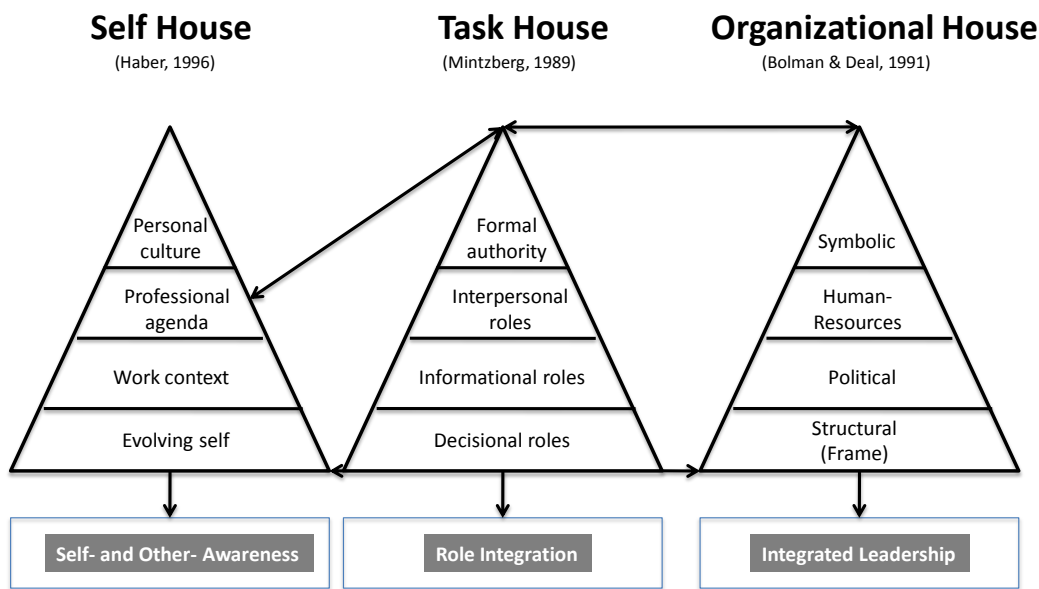 Self House
(Haber, 1996)
Task House
(Mintzberg, 1989)
Organizational House
(Bolman & Deal, 1991)
Personal
culture
Professional
agenda
Work context
Evolving self
Formal
authority
Interpersonal
roles
Informational roles
Decisional roles
Symbolic
Human-
Resources
Political
Structural
(Frame)
Self- and Other- Awareness
Role Integration
Integrated Leadership